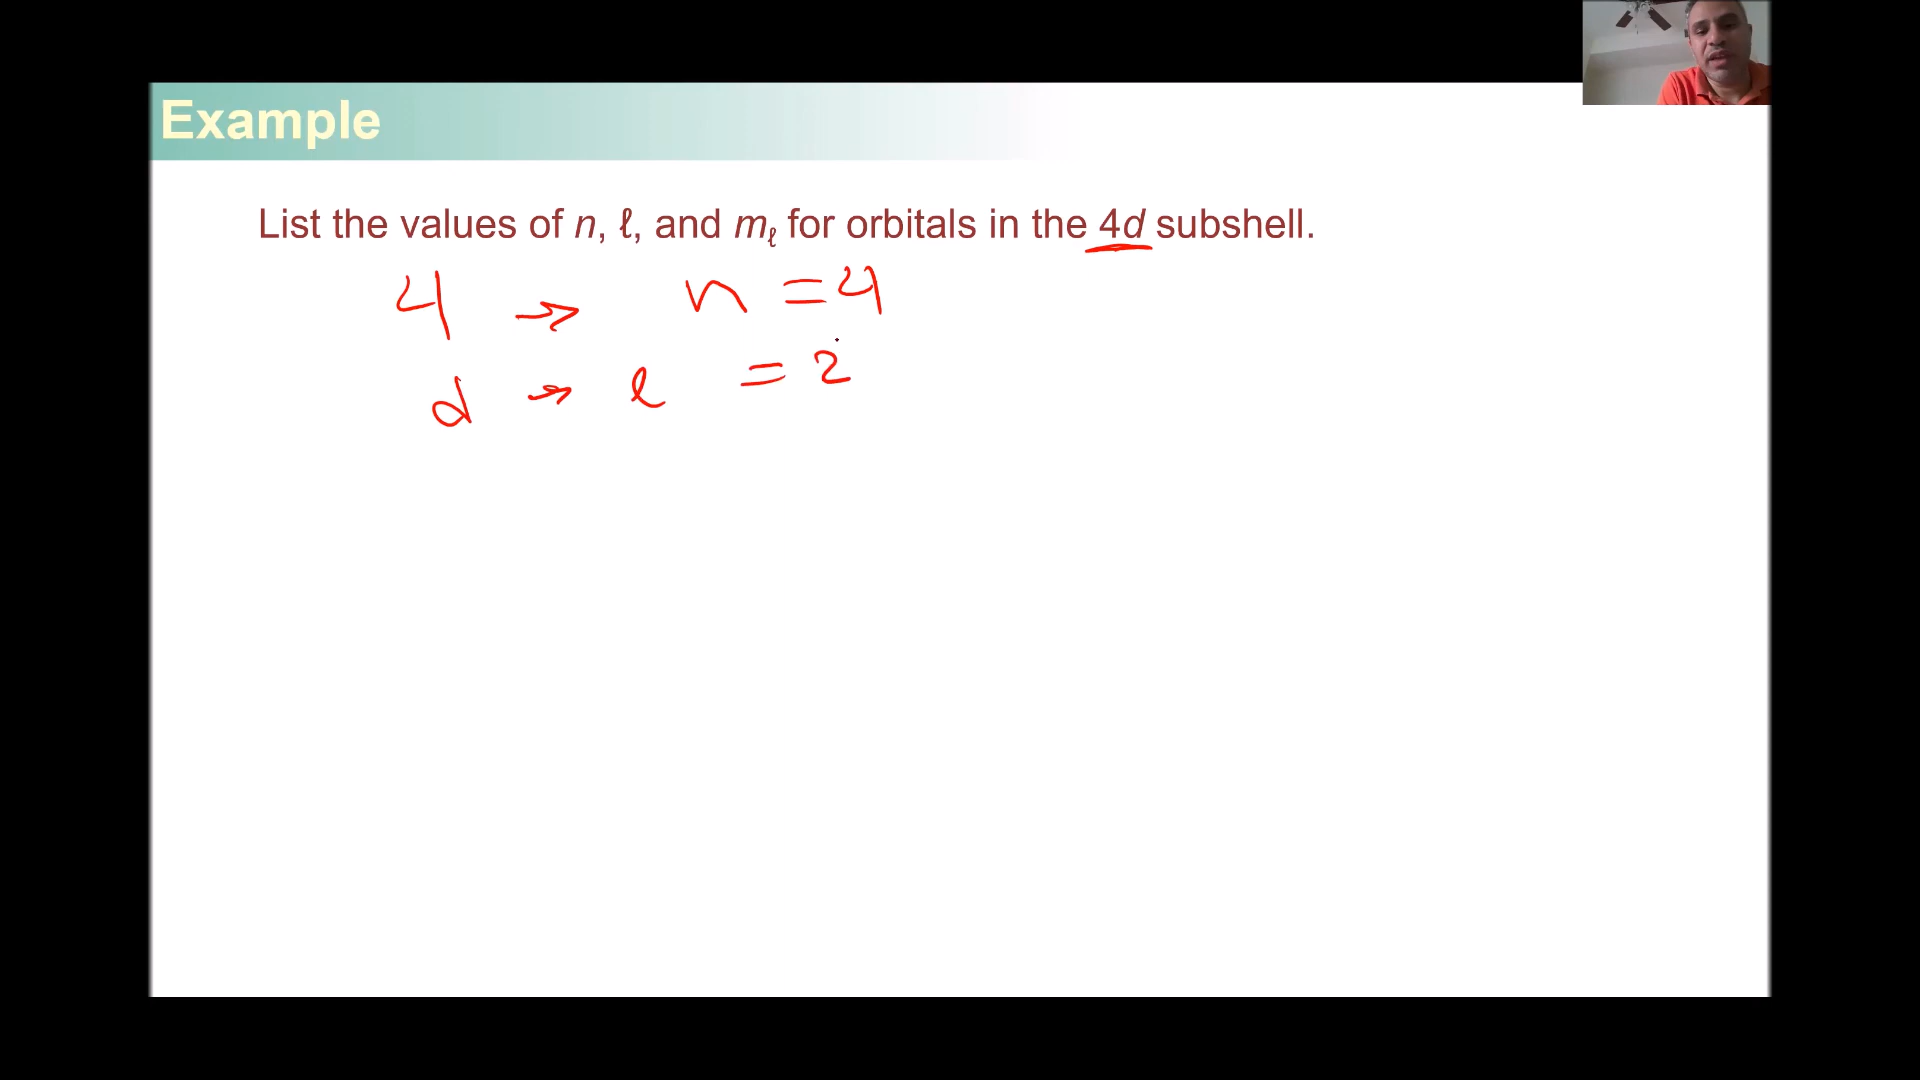 Example
List the values of n, ℓ, and mℓ for orbitals in the 4d subshell.
4 → n = 4
d → l = 2